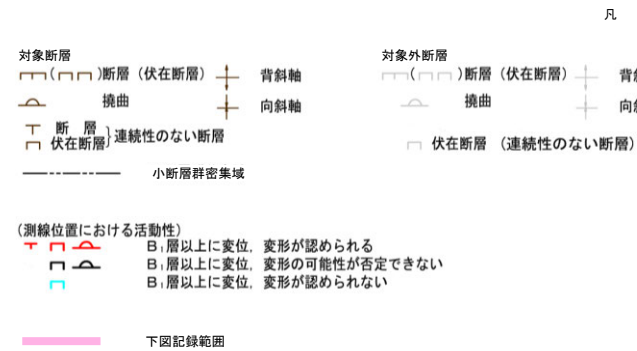 凡
対象断層
対象外断層
( )断層（伏在断層） 背斜軸
( )断層（伏在断層）
撓曲 向斜軸
撓曲 向
断 層
伏在断層 } 連続性のない断層
伏在断層 （連続性のない断層）
小断層群密集域
(測線位置における活動性)
B1層以上に変位，変形が認められる
B1層以上に変位，変形の可能性が否定できない
B1層以上に変位，変形が認められない
下図記録範囲